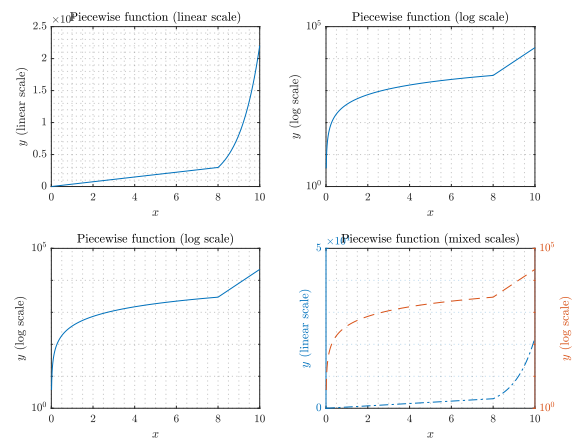 Piecewise function (linear scale)
2.5
2
1.5
1
0.5
0
0 2 4 6 8 10
y (linear scale)
x
Piecewise function (log scale)
10^5
10^0
0 2 4 6 8 10
y (log scale)
x
Piecewise function (log scale)
10^5
10^0
0 2 4 6 8 10
y (log scale)
x
Piecewise function (mixed scales)
5
0
10^5
10^0
0 2 4 6 8 10
y (linear scale)
y (log scale)
x